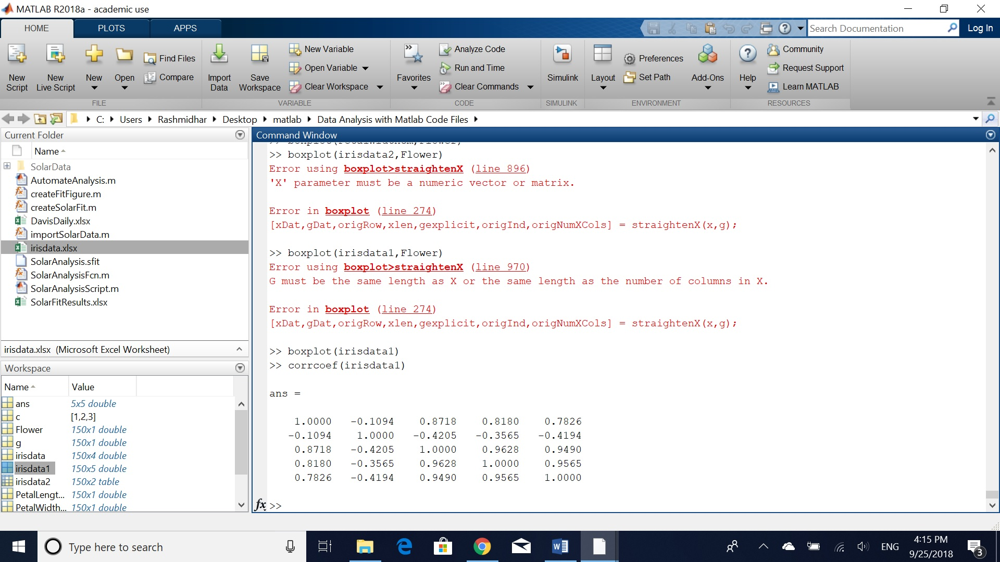 MATLAB R2018a - academic use
HOME PLOTS APPS
Search Documentation
Log In
New Script
New Live Script
New
Open
Find Files
Compare
Import Data
Save Workspace
New Variable
Open Variable
Clear Workspace
Favorites
Analyze Code
Run and Time
Clear Commands
Simulink
Layout
Preferences
Set Path
Add-Ons
Help
Community
Request Support
Learn MATLAB
FILE VARIABLE CODE SIMULINK ENVIRONMENT RESOURCES
C: Users Rashmidhar Desktop matlab Data Analysis with Matlab Code Files
Current Folder
Name
SolarData
AutomateAnalysis.m
createFitFigure.m
createSolarFit.m
DavisDaily.xlsx
importSolarData.m
irisdata.xlsx
SolarAnalysis.sfit
SolarAnalysisFcn.m
SolarAnalysisScript.m
SolarFitResults.xlsx
irisdata.xlsx (Microsoft Excel Worksheet)
Workspace
Name Value
ans 5x5 double
c [1,2,3]
Flower 150x1 double
g 150x1 double
irisdata 150x4 double
irisdata1 150x5 double
irisdata2 150x2 table
PetalLengt... 150x1 double
PetalWidth... 150x1 double
Command Window
>> boxplot(irisdata2,Flower)
Error using boxplot>straightenX (line 896)
'X' parameter must be a numeric vector or matrix.
Error in boxplot (line 274)
[xDat,gDat,origRow,xlen,gexplicit,origInd,origNumXCols] = straightenX(x,g);
>> boxplot(irisdata1,Flower)
Error using boxplot>straightenX (line 970)
G must be the same length as X or the same length as the number of columns in X.
Error in boxplot (line 274)
[xDat,gDat,origRow,xlen,gexplicit,origInd,origNumXCols] = straightenX(x,g);
>> boxplot(irisdata1)
>> corrcoef(irisdata1)
ans =
1.0000 -0.1094 0.8718 0.8180 0.7826
-0.1094 1.0000 -0.4205 -0.3565 -0.4194
0.8718 -0.4205 1.0000 0.9628 0.9490
0.8180 -0.3565 0.9628 1.0000 0.9565
0.7826 -0.4194 0.9490 0.9565 1.0000
fx >>
Type here to search
ENG
4:15 PM
9/25/2018
3